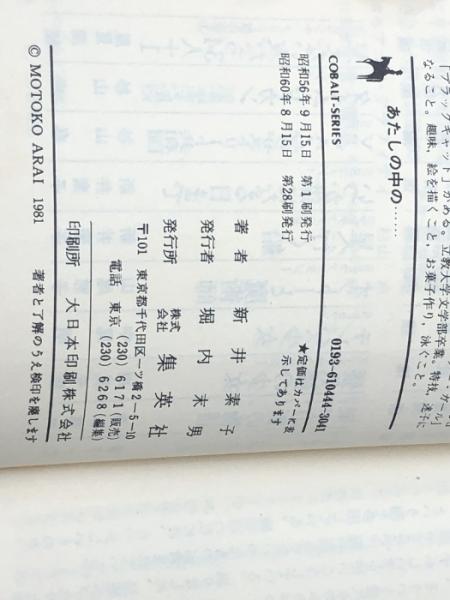 「ブラックキャット」がある。立教大学文学部卒業。特技、迷子に
なること。趣味、絵を描くこと、お菓子作り、泳ぐこと。
あたしの中の……
COBALT-SERIES
昭和56年9月15日 第1刷発行
昭和60年8月15日 第28刷発行
0193-610444-3041
★定価はカバーに表
示してあります
著者 新井素子
発行者 堀内末男
発行所 株式会社 集英社
〒101 東京都千代田区一ツ橋2-5-10
電話 東京 (230) 6171(販売)
(230) 6268(編集)
印刷所 大日本印刷株式会社
© MOTOKO ARAI 1981
著者と了解のうえ検印を廃します